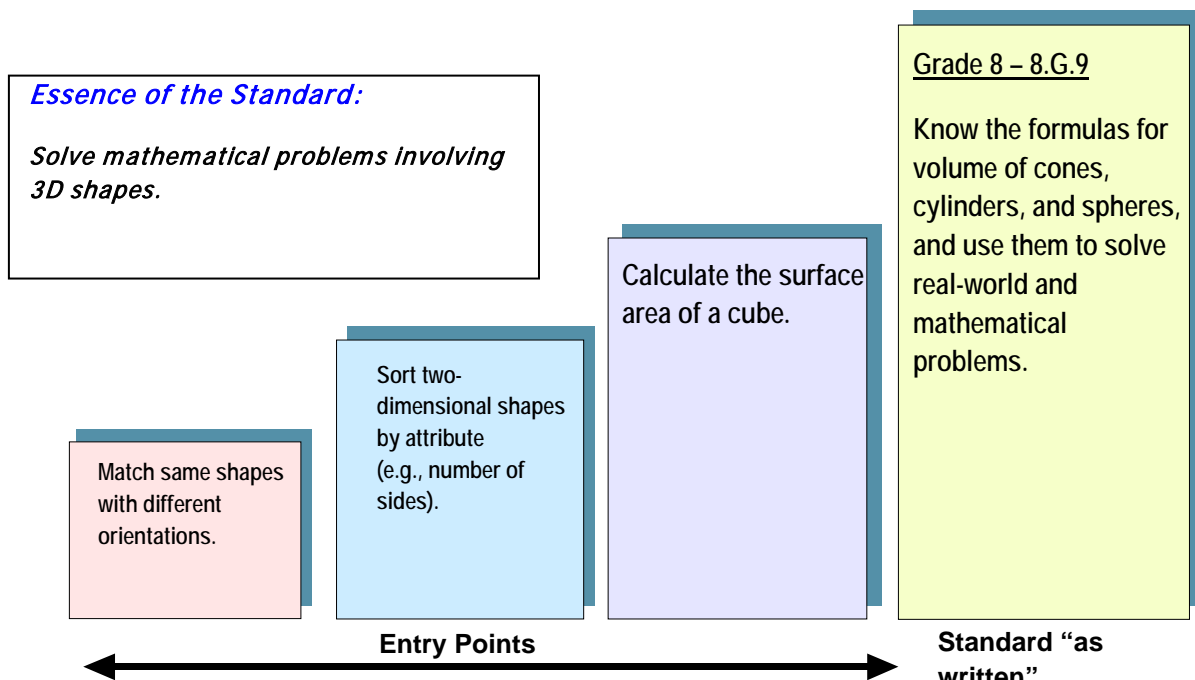 Essence of the Standard:
Solve mathematical problems involving
3D shapes.
Grade 8 – 8.G.9
Know the formulas for
volume of cones,
cylinders, and spheres,
and use them to solve
real-world and
mathematical
problems.
Calculate the surface
area of a cube.
Sort two-
dimensional shapes
by attribute
(e.g., number of
sides).
Match same shapes
with different
orientations.
Entry Points
Standard “as
written”